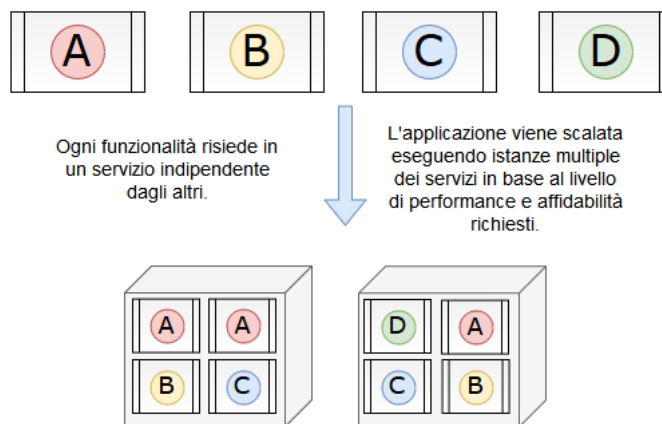 A B C D
Ogni funzionalità risiede in
un servizio indipendente
dagli altri.
L'applicazione viene scalata
eseguendo istanze multiple
dei servizi in base al livello
di performance e affidabilità
richiesti.
A A D A
B C C B